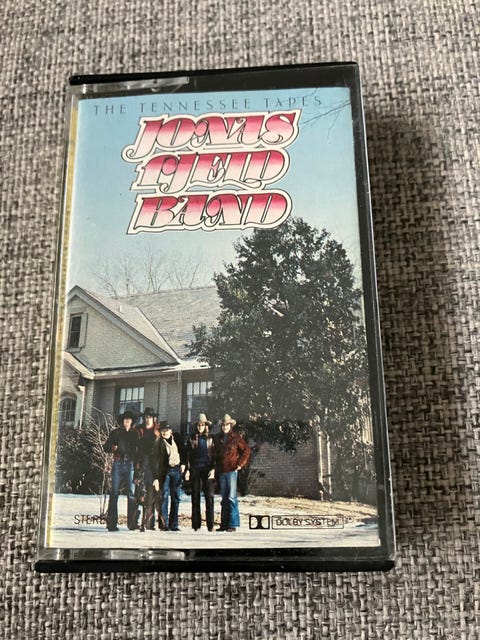 THE TENNESSEE TAPES
JONAS
FJELD
BAND
STEREO
DOLBY SYSTEM